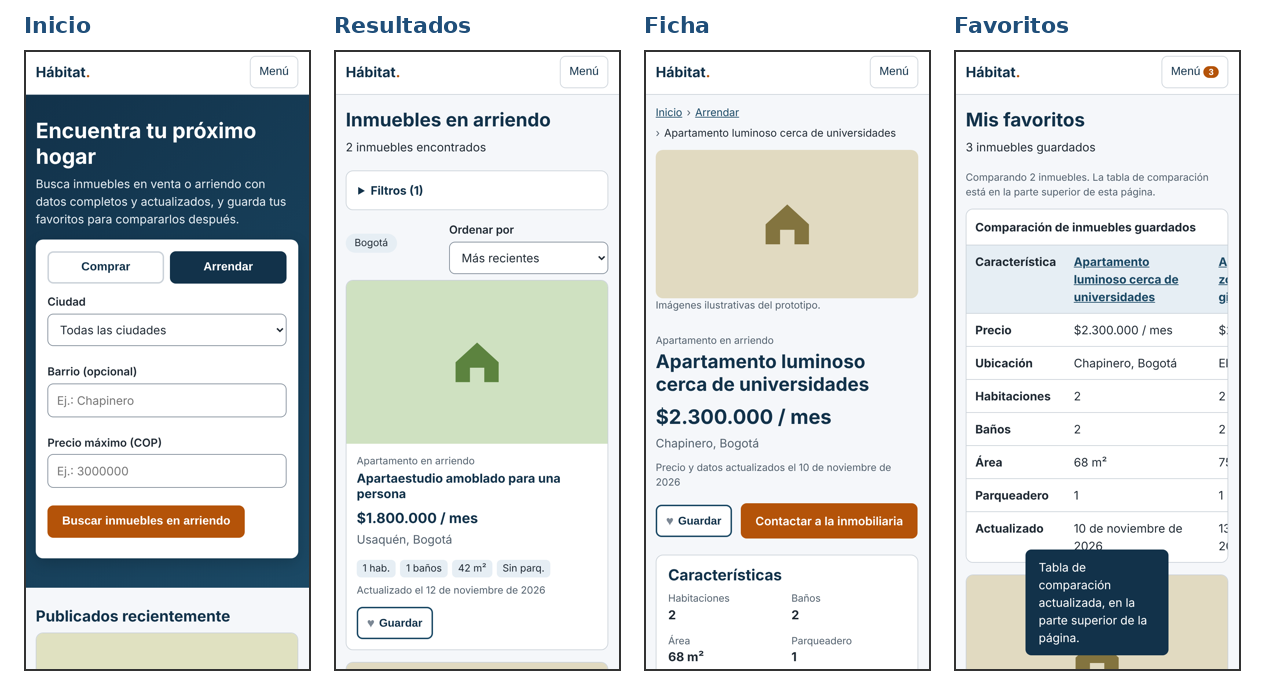 Inicio
Hábitat.
Menú
Encuentra tu próximo
hogar
Busca inmuebles en venta o arriendo con
datos completos y actualizados, y guarda tus
favoritos para compararlos después.
Comprar
Arrendar
Ciudad
Todas las ciudades
Barrio (opcional)
Ej.: Chapinero
Precio máximo (COP)
Ej.: 3000000
Buscar inmuebles en arriendo
Publicados recientemente
Resultados
Hábitat.
Menú
Inmuebles en arriendo
2 inmuebles encontrados
▶ Filtros (1)
Bogotá
Ordenar por
Más recientes
Apartamento en arriendo
Apartaestudio amoblado para una
persona
$1.800.000 / mes
Usaquén, Bogotá
1 hab.
1 baños
42 m²
Sin parq.
Actualizado el 12 de noviembre de 2026
♥ Guardar
Ficha
Hábitat.
Menú
Inicio › Arrendar
› Apartamento luminoso cerca de universidades
Imágenes ilustrativas del prototipo.
Apartamento en arriendo
Apartamento luminoso
cerca de universidades
$2.300.000 / mes
Chapinero, Bogotá
Precio y datos actualizados el 10 de noviembre de
2026
♥ Guardar
Contactar a la inmobiliaria
Características
Habitaciones
2
Baños
2
Área
68 m²
Parqueadero
1
Favoritos
Hábitat.
Menú 3
Mis favoritos
3 inmuebles guardados
Comparando 2 inmuebles. La tabla de comparación
está en la parte superior de esta página.
Comparación de inmuebles guardados
Característica
Apartamento
luminoso cerca de
universidades
Precio
$2.300.000 / mes
Ubicación
Chapinero, Bogotá
Habitaciones
2
2
Baños
2
2
Área
68 m²
Parqueadero
1
1
Actualizado
10 de noviembre de
2026
Tabla de
comparación
actualizada, en la
parte superior de la
página.